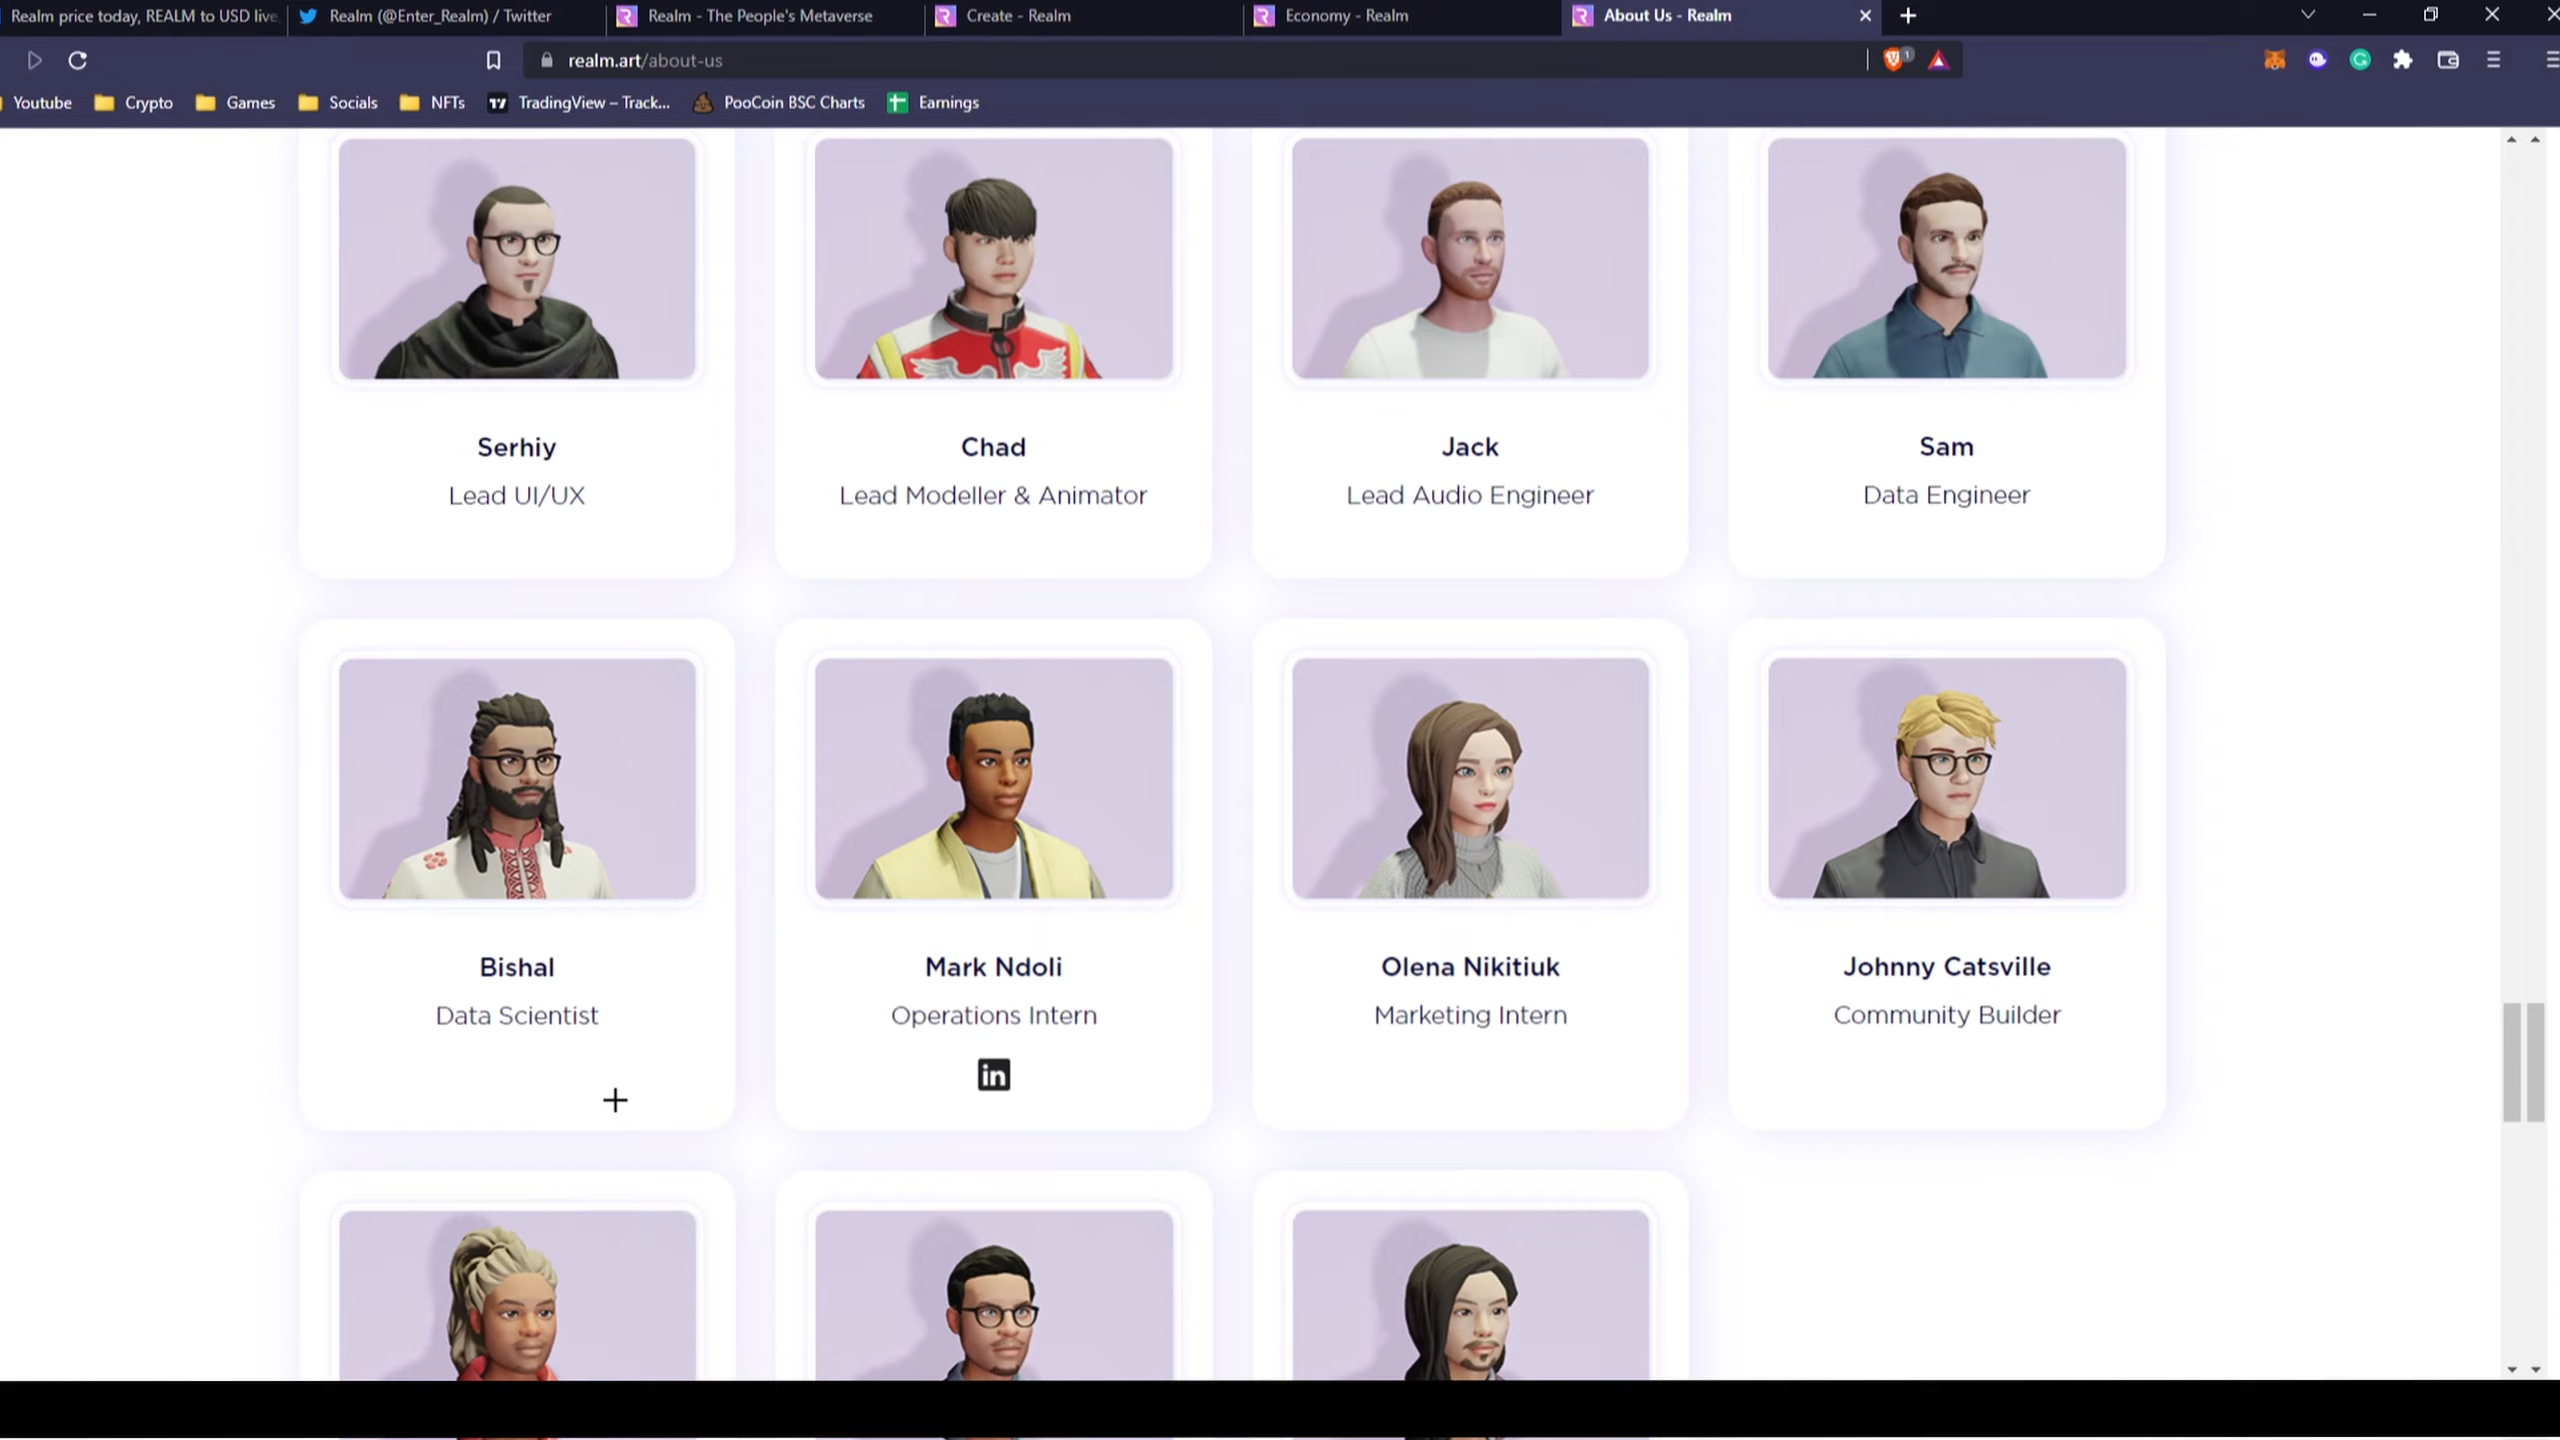 Realm price today, REALM to USD live
Realm (@Enter_Realm) / Twitter
Realm - The People's Metaverse
Create - Realm
Economy - Realm
About Us - Realm
realm.art/about-us
1
Youtube
Crypto
Games
Socials
NFTs
TradingView – Track...
PooCoin BSC Charts
Earnings
Serhiy
Chad
Jack
Sam
Lead UI/UX
Lead Modeller & Animator
Lead Audio Engineer
Data Engineer
Bishal
Mark Ndoli
Olena Nikitiuk
Johnny Catsville
Data Scientist
Operations Intern
Marketing Intern
Community Builder
in